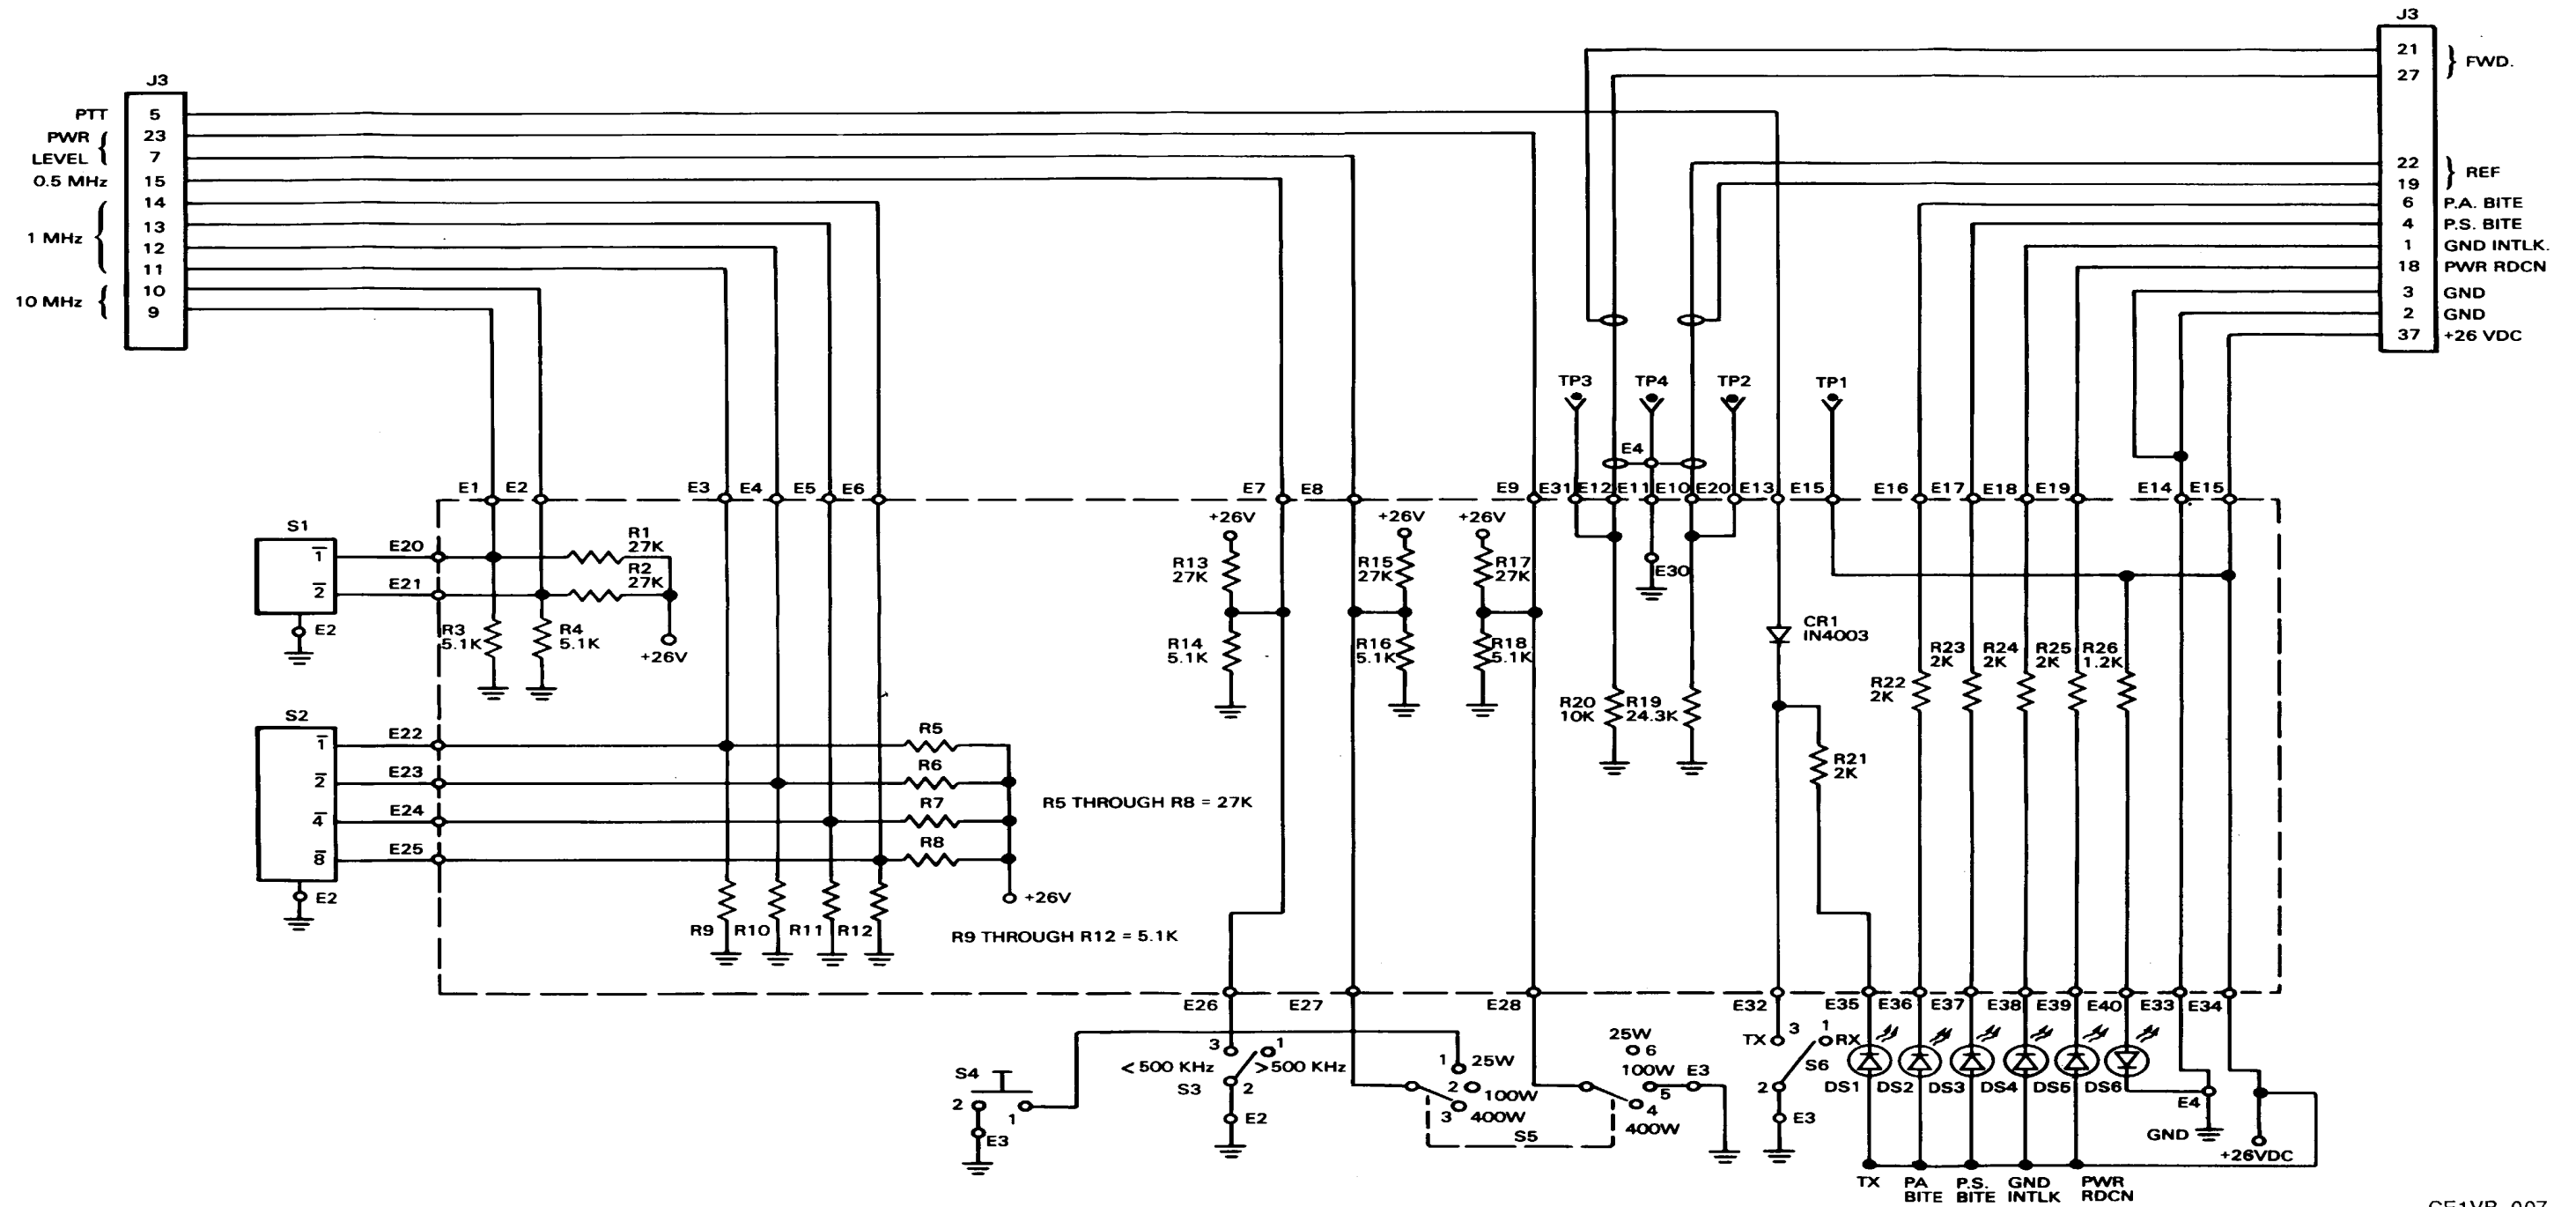 J3
21
27
FWD.
J3
PTT 5
PWR LEVEL 23
7
0.5 MHz 15
1 MHz 14
13
12
11
10 MHz 10
9
22
19
REF
6 P.A. BITE
4 P.S. BITE
1 GND INTLK.
18 PWR RDCN
3 GND
2 GND
37 +26 VDC
TP3 TP4 TP2 TP1
E4
E1 E2 E3 E4 E5 E6 E7 E8 E9 E31 E12 E11 E10 E20 E13 E15 E16 E17 E18 E19 E14 E15
S1
1
2
E2
E20
E21
R1
27K
R2
27K
R3
5.1K
R4
5.1K
+26V
+26V
R13
27K
R14
5.1K
+26V
R15
27K
R16
5.1K
+26V
R17
27K
R18
5.1K
E30
CR1
IN4003
R20
10K
R19
24.3K
R21
2K
R22
2K
R23
2K
R24
2K
R25
2K
R26
1.2K
S2
1
2
4
8
E2
E22
E23
E24
E25
R5
R6
R7
R8
R5 THROUGH R8 = 27K
+26V
R9 R10 R11 R12
R9 THROUGH R12 = 5.1K
E26 E27 E28 E32 E35 E36 E37 E38 E39 E40 E33 E34
S4
2
1
E3
3
1
<500 KHz >500 KHz
S3
2
E2
1 25W
2 100W
3 400W
S5
25W
6
100W
5
E3
4
400W
TX 3
1 RX
S6
2
E3
DS1 DS2 DS3 DS4 DS5 DS6
E4
GND
+26VDC
TX
PA
BITE
P.S.
BITE
GND
INTLK
PWR
RDCN